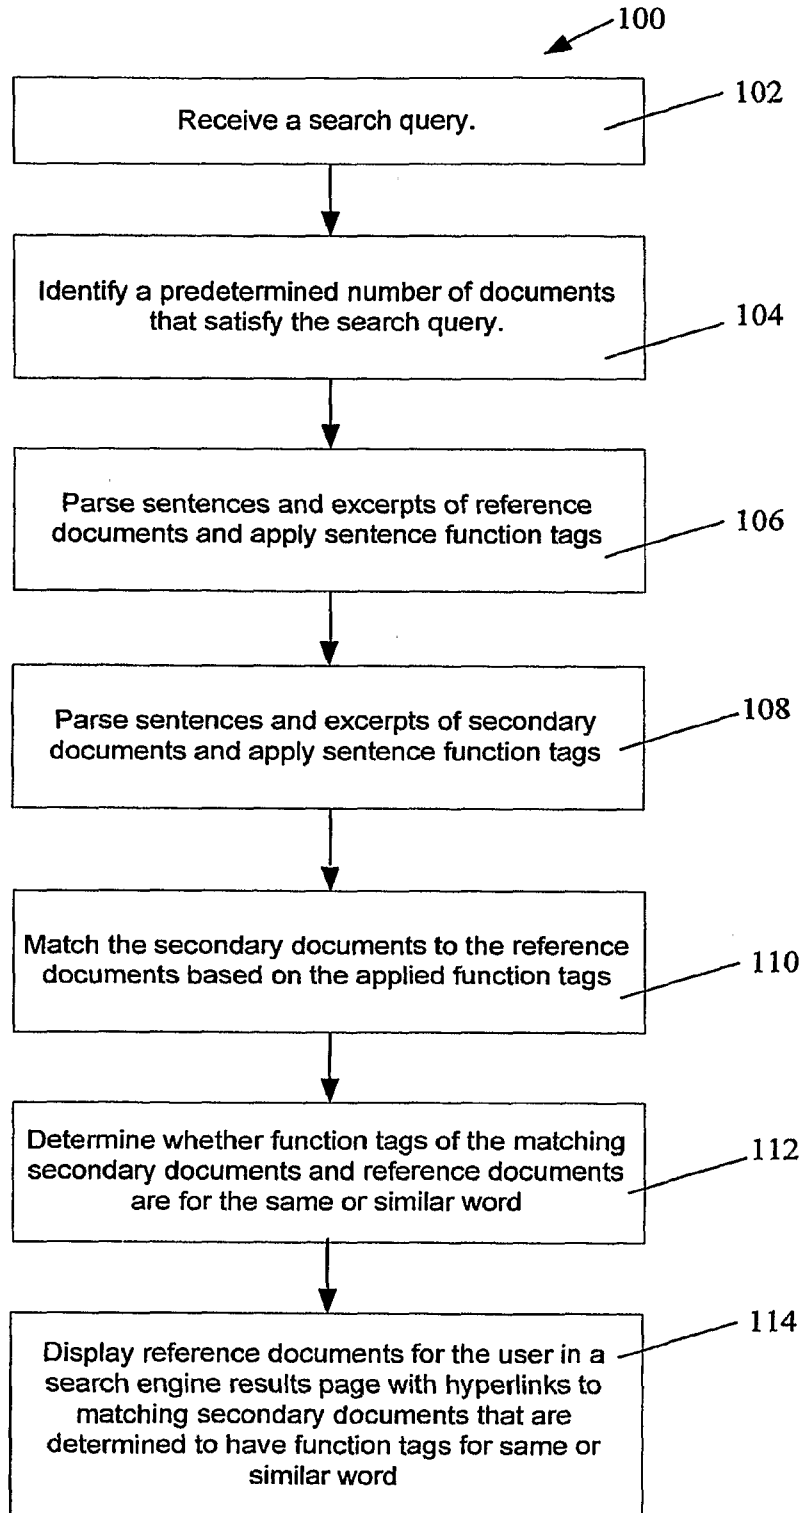 100
Receive a search query.
102
Identify a predetermined number of documents
that satisfy the search query.
104
Parse sentences and excerpts of reference
documents and apply sentence function tags
106
Parse sentences and excerpts of secondary
documents and apply sentence function tags
108
Match the secondary documents to the reference
documents based on the applied function tags
110
Determine whether function tags of the matching
secondary documents and reference documents
are for the same or similar word
112
Display reference documents for the user in a
search engine results page with hyperlinks to
matching secondary documents that are
determined to have function tags for same or
similar word
114